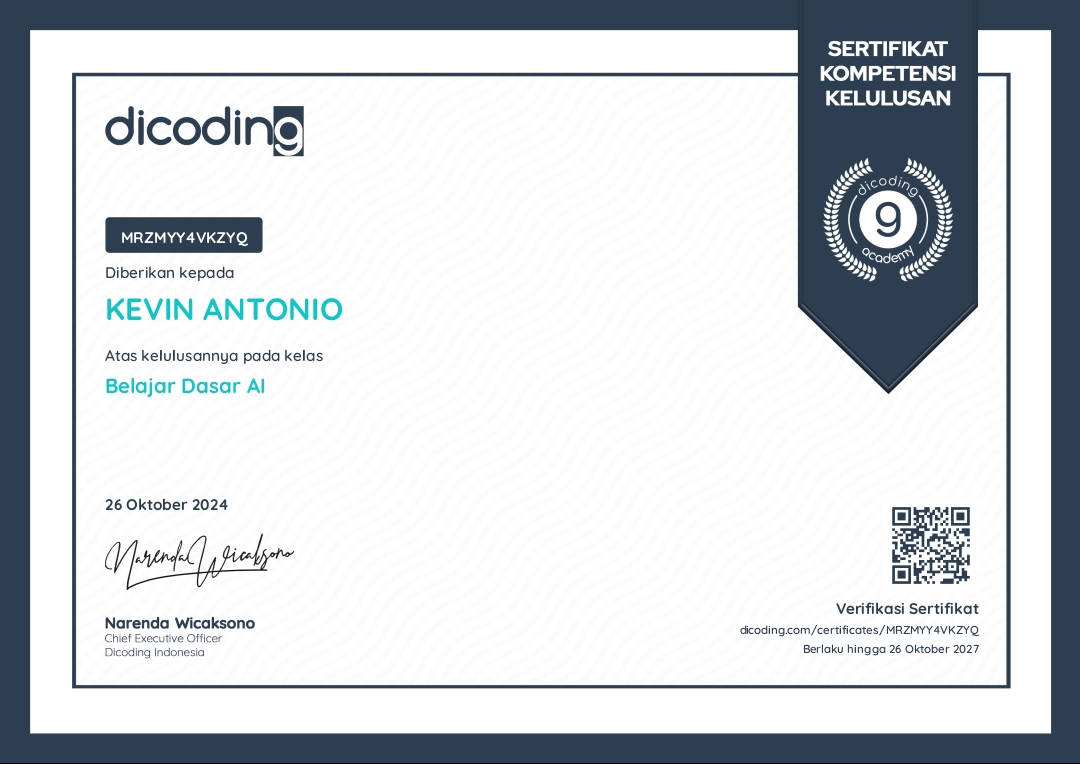 SERTIFIKAT
KOMPETENSI
KELULUSAN
dicoding
dicoding
9
academy
MRZMYY4VKZYQ
Diberikan kepada
KEVIN ANTONIO
Atas kelulusannya pada kelas
Belajar Dasar AI
26 Oktober 2024
Narenda Wicaksono
Narenda Wicaksono
Chief Executive Officer
Dicoding Indonesia
Verifikasi Sertifikat
dicoding.com/certificates/MRZMYY4VKZYQ
Berlaku hingga 26 Oktober 2027